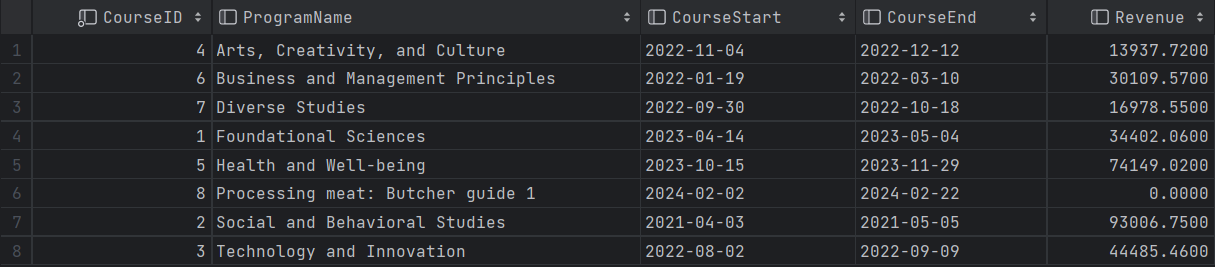 CourseID ProgramName CourseStart CourseEnd Revenue
1 4 Arts, Creativity, and Culture 2022-11-04 2022-12-12 13937.7200
2 6 Business and Management Principles 2022-01-19 2022-03-10 30109.5700
3 7 Diverse Studies 2022-09-30 2022-10-18 16978.5500
4 1 Foundational Sciences 2023-04-14 2023-05-04 34402.0600
5 5 Health and Well-being 2023-10-15 2023-11-29 74149.0200
6 8 Processing meat: Butcher guide 1 2024-02-02 2024-02-22 0.0000
7 2 Social and Behavioral Studies 2021-04-03 2021-05-05 93006.7500
8 3 Technology and Innovation 2022-08-02 2022-09-09 44485.4600